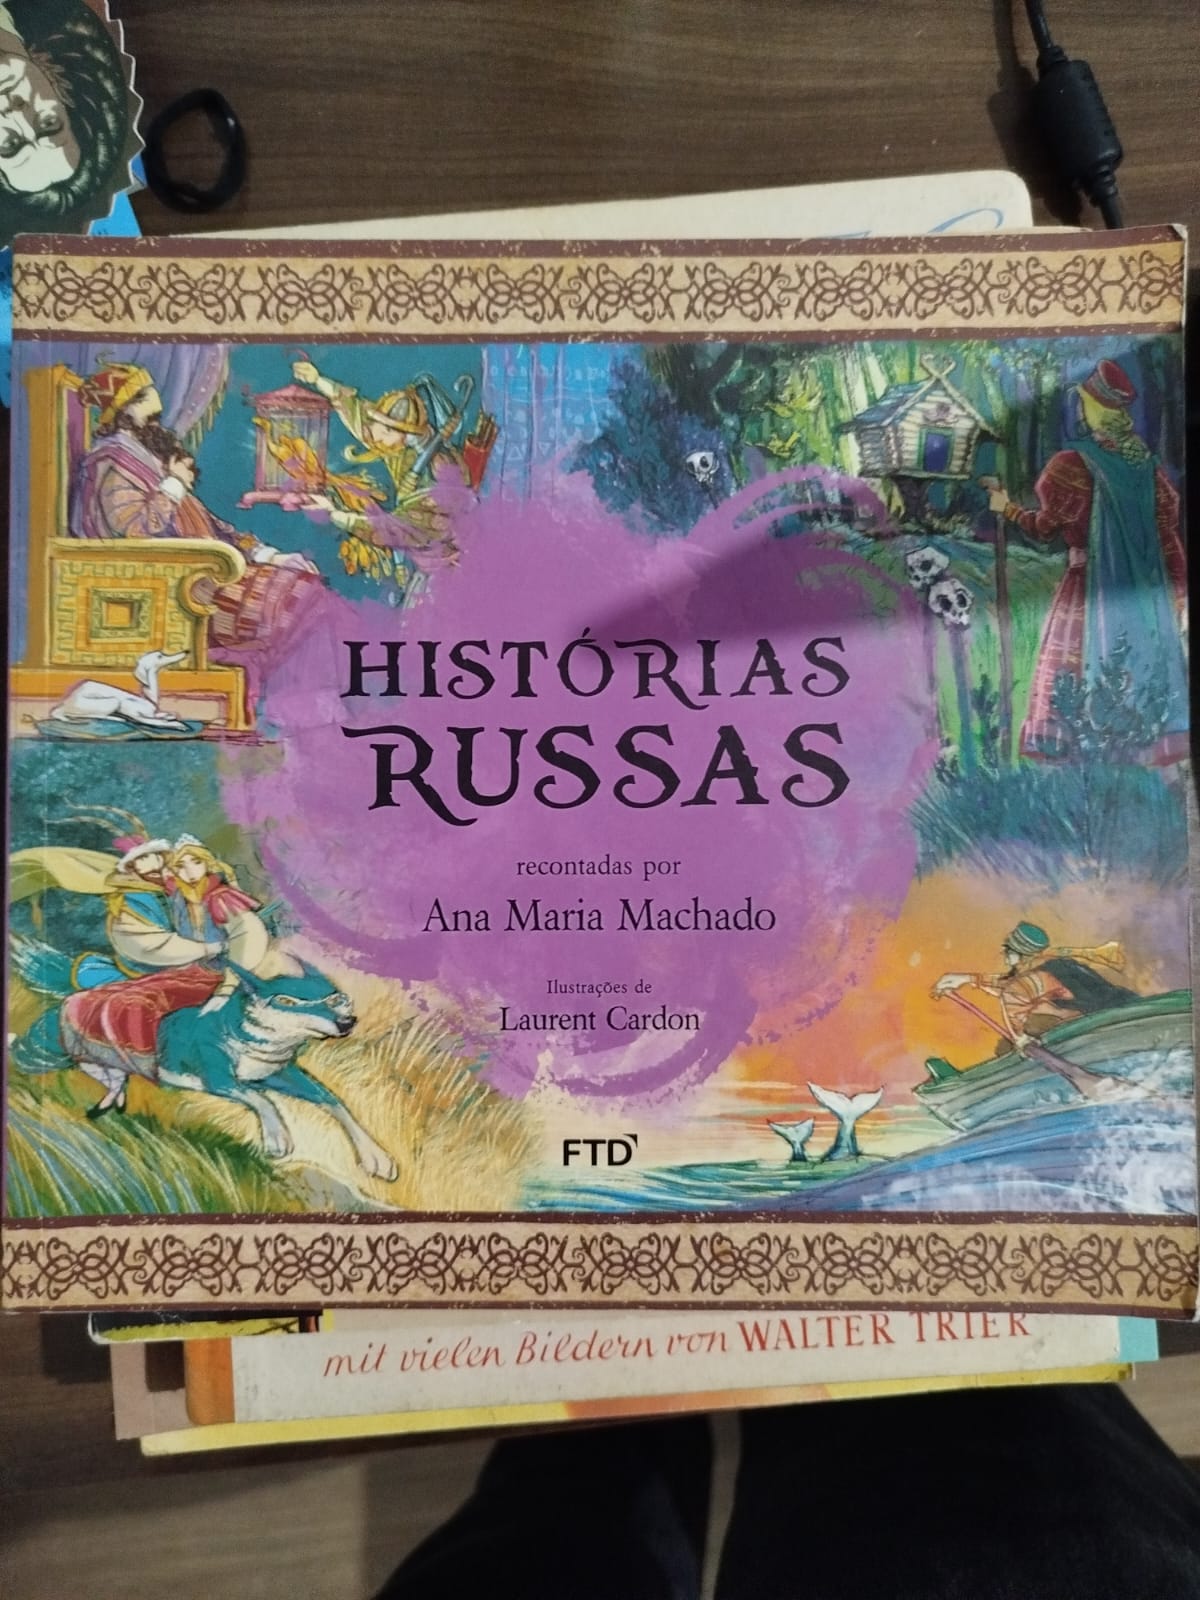 HISTÓRIAS
RUSSAS
recontadas por
Ana Maria Machado
Ilustrações de
Laurent Cardon
FTD
mit vielen Bildern von WALTER TRIER